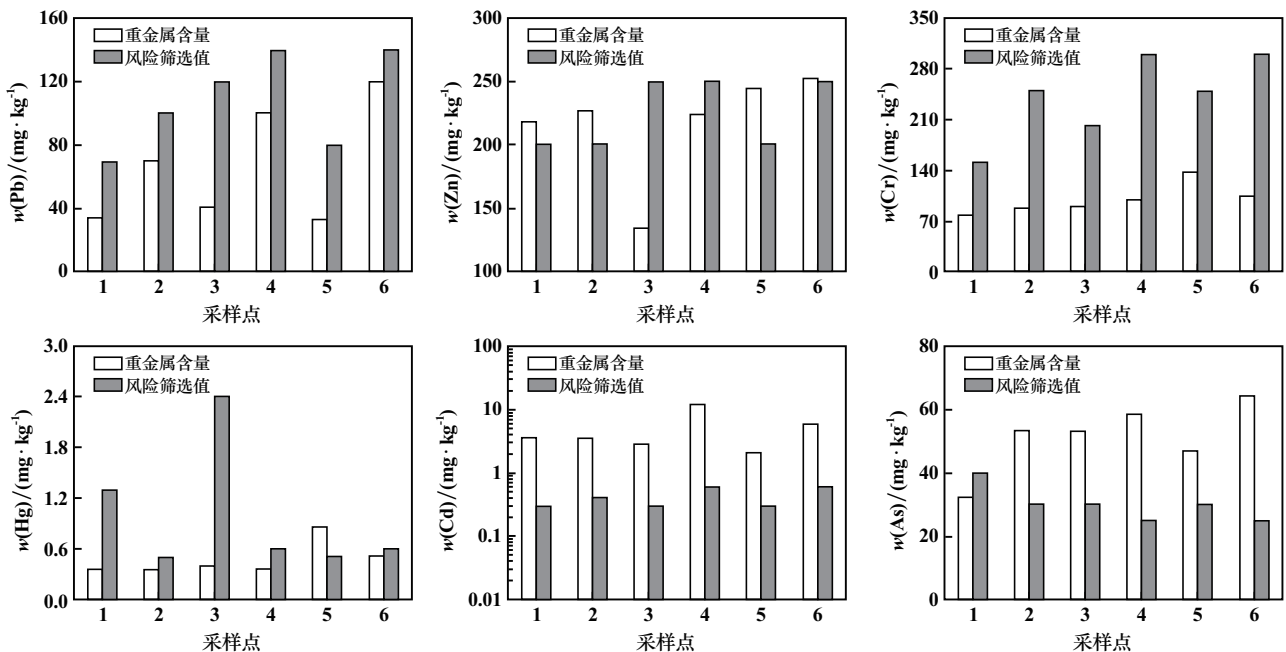 160
120
80
40
0
w(Pb)/(mg·kg⁻¹)
重金属含量
风险筛选值
1 2 3 4 5 6
采样点
300
250
200
150
100
w(Zn)/(mg·kg⁻¹)
重金属含量
风险筛选值
1 2 3 4 5 6
采样点
350
280
210
140
70
0
w(Cr)/(mg·kg⁻¹)
重金属含量
风险筛选值
1 2 3 4 5 6
采样点
3.0
2.4
1.8
1.2
0.6
0.0
w(Hg)/(mg·kg⁻¹)
重金属含量
风险筛选值
1 2 3 4 5 6
采样点
100
10
1
0.1
0.01
w(Cd)/(mg·kg⁻¹)
重金属含量
风险筛选值
1 2 3 4 5 6
采样点
80
60
40
20
0
w(As)/(mg·kg⁻¹)
重金属含量
风险筛选值
1 2 3 4 5 6
采样点